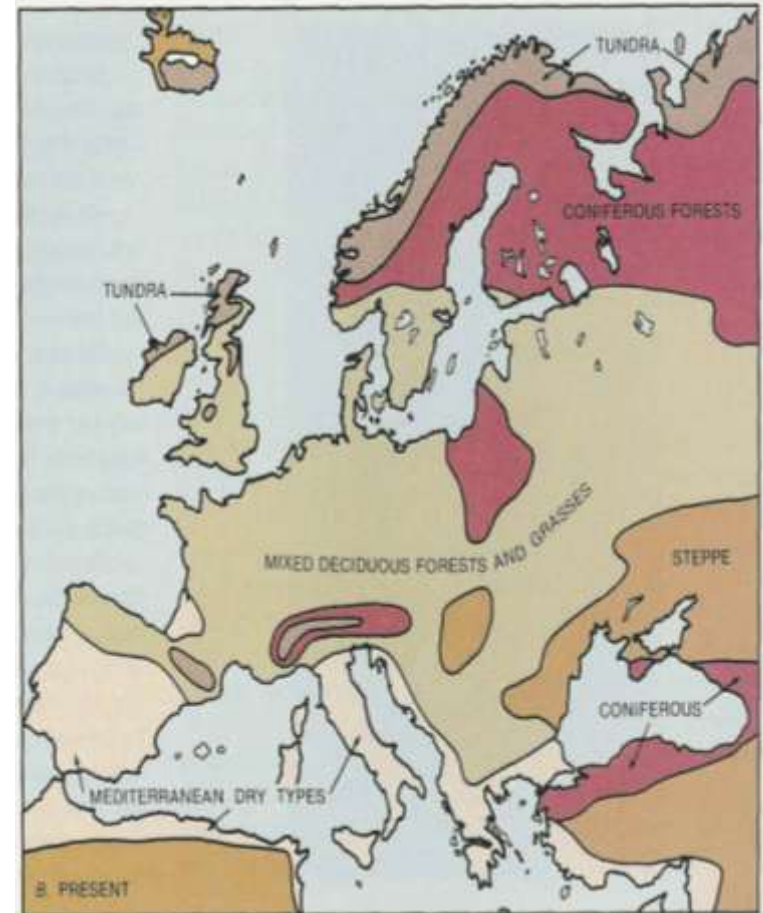 TUNDRA
CONIFEROUS FORESTS
TUNDRA
MIXED DECIDUOUS FORESTS AND GRASSES
STEPPE
CONIFEROUS
MEDITERRANEAN DRY TYPES
B. PRESENT